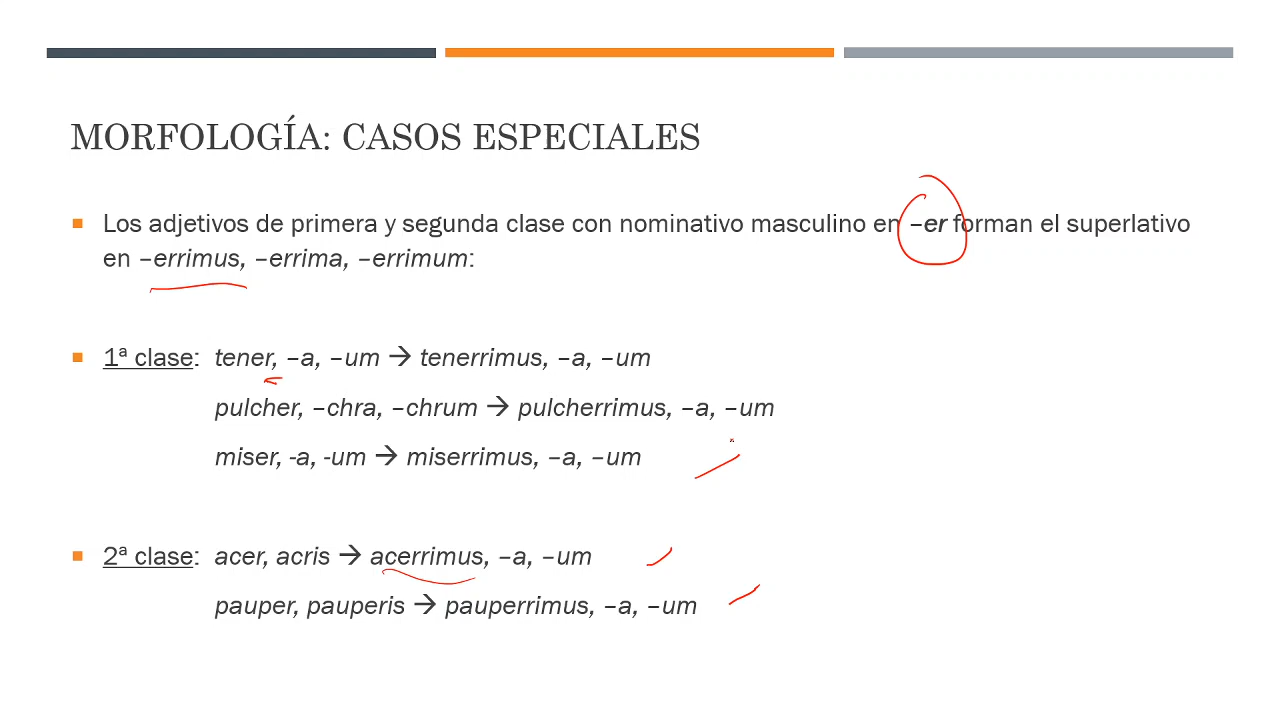 MORFOLOGÍA: CASOS ESPECIALES
Los adjetivos de primera y segunda clase con nominativo masculino en –er forman el superlativo
en –errimus, –errima, –errimum:
1ª clase: tener, –a, –um → tenerrimus, –a, –um
pulcher, –chra, –chrum → pulcherrimus, –a, –um
miser, -a, -um → miserrimus, –a, –um
2ª clase: acer, acris → acerrimus, –a, –um
pauper, pauperis → pauperrimus, –a, –um